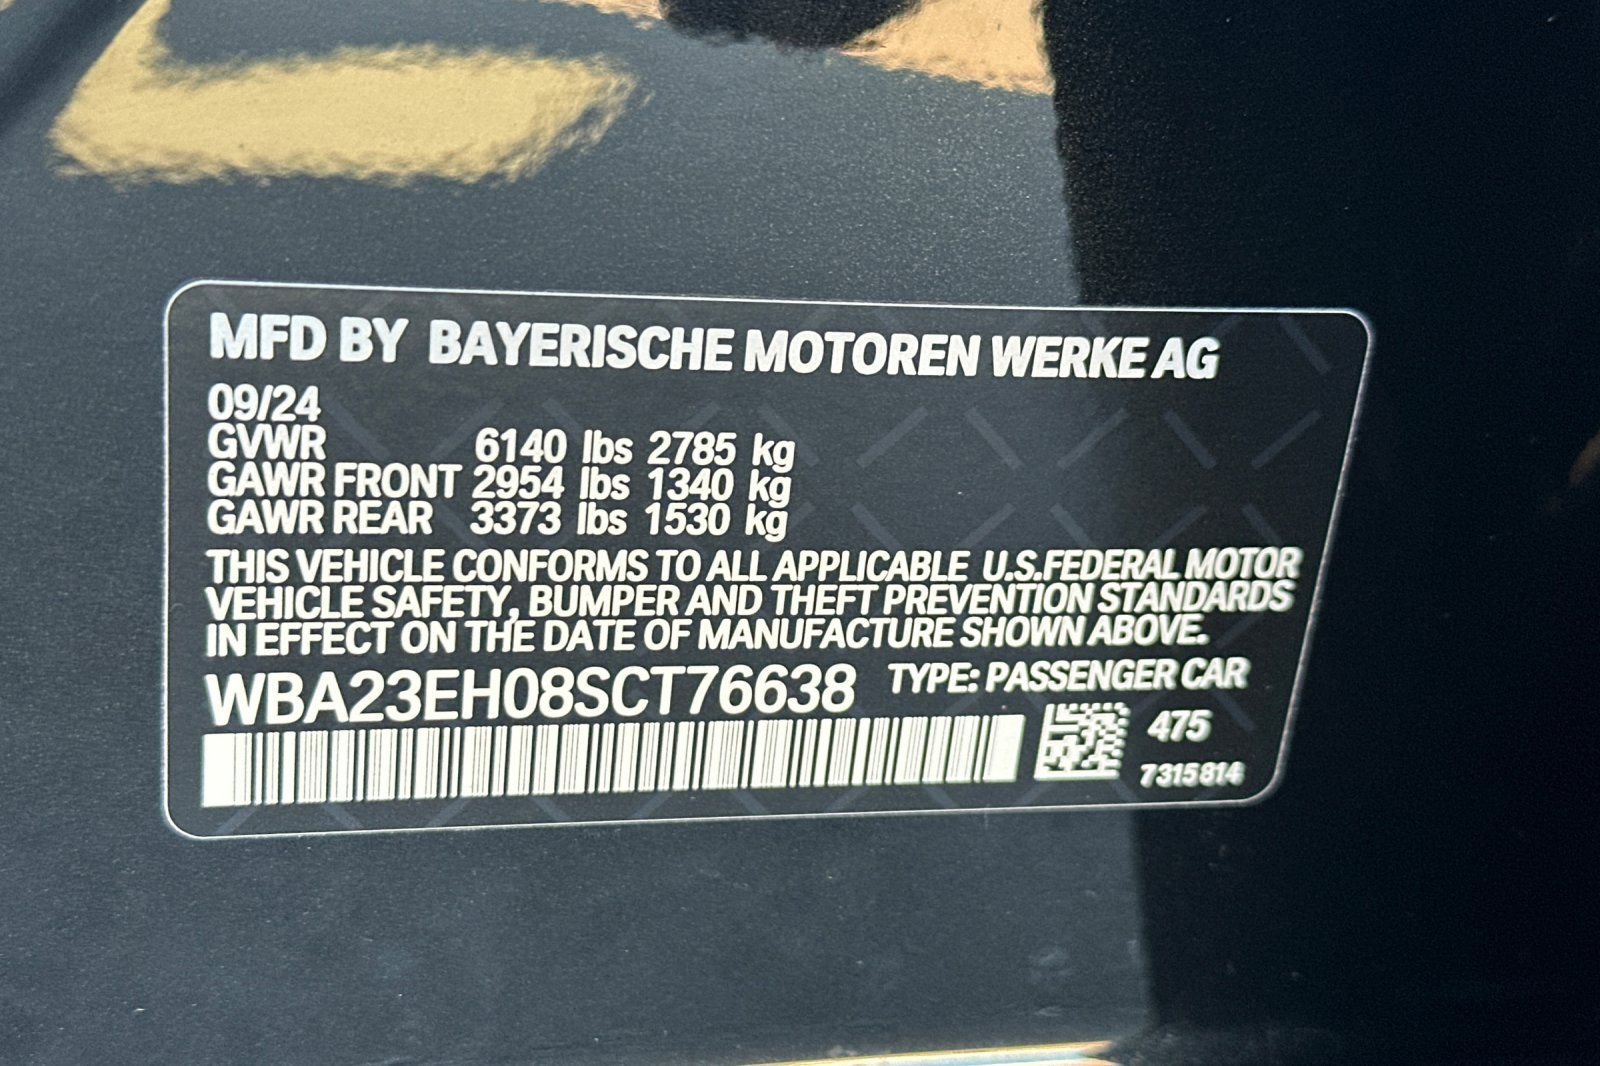 MFD BY BAYERISCHE MOTOREN WERKE AG
09/24
GVWR 6140 lbs 2785 kg
GAWR FRONT 2954 lbs 1340 kg
GAWR REAR 3373 lbs 1530 kg
THIS VEHICLE CONFORMS TO ALL APPLICABLE U.S.FEDERAL MOTOR
VEHICLE SAFETY, BUMPER AND THEFT PREVENTION STANDARDS
IN EFFECT ON THE DATE OF MANUFACTURE SHOWN ABOVE.
WBA23EH08SCT76638 TYPE: PASSENGER CAR
475
7315814